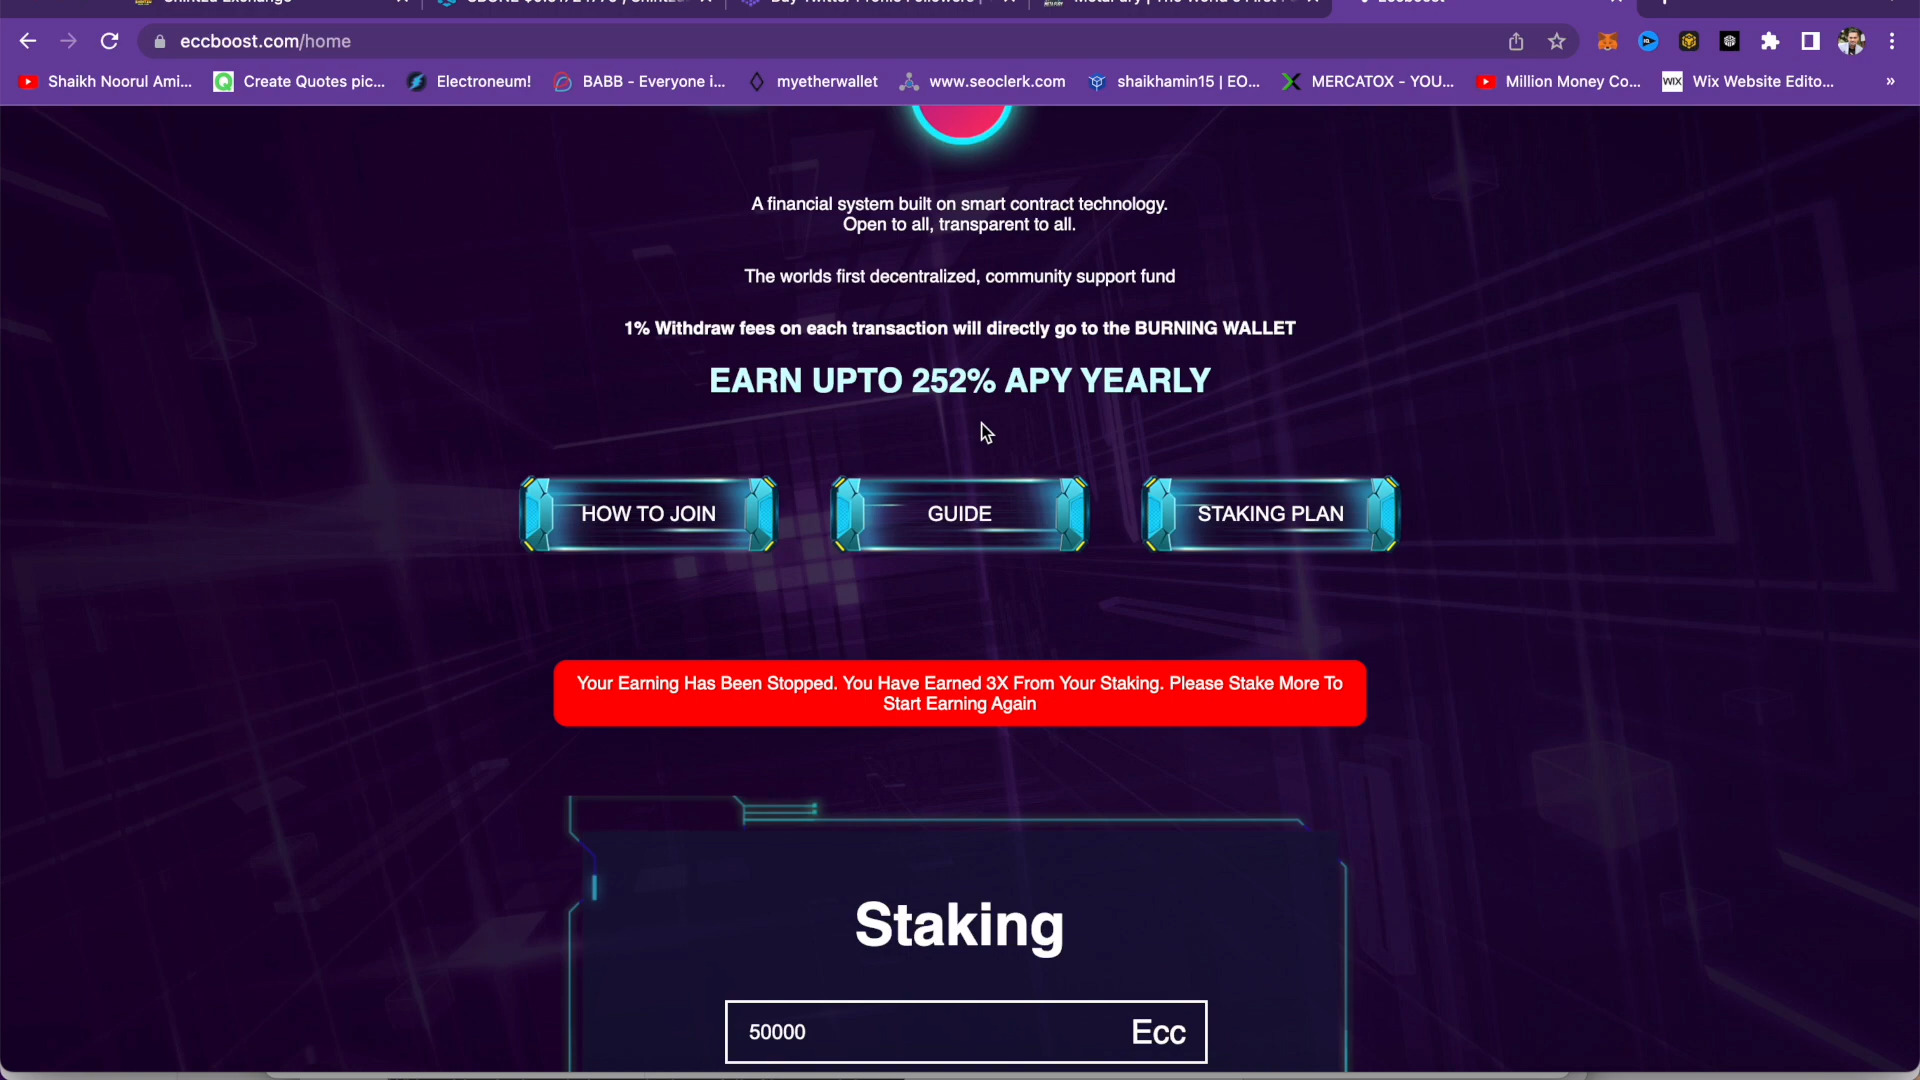 eccboost.com/home
Shaikh Noorul Ami...
Create Quotes pic...
Electroneum!
BABB - Everyone i...
myetherwallet
www.seoclerk.com
shaikhamin15 | EO...
MERCATOX - YOU...
Million Money Co...
WIX
Wix Website Edito...
»
A financial system built on smart contract technology.
Open to all, transparent to all.
The worlds first decentralized, community support fund
1% Withdraw fees on each transaction will directly go to the BURNING WALLET
EARN UPTO 252% APY YEARLY
HOW TO JOIN
GUIDE
STAKING PLAN
Your Earning Has Been Stopped. You Have Earned 3X From Your Staking. Please Stake More To
Start Earning Again
Staking
50000
Ecc